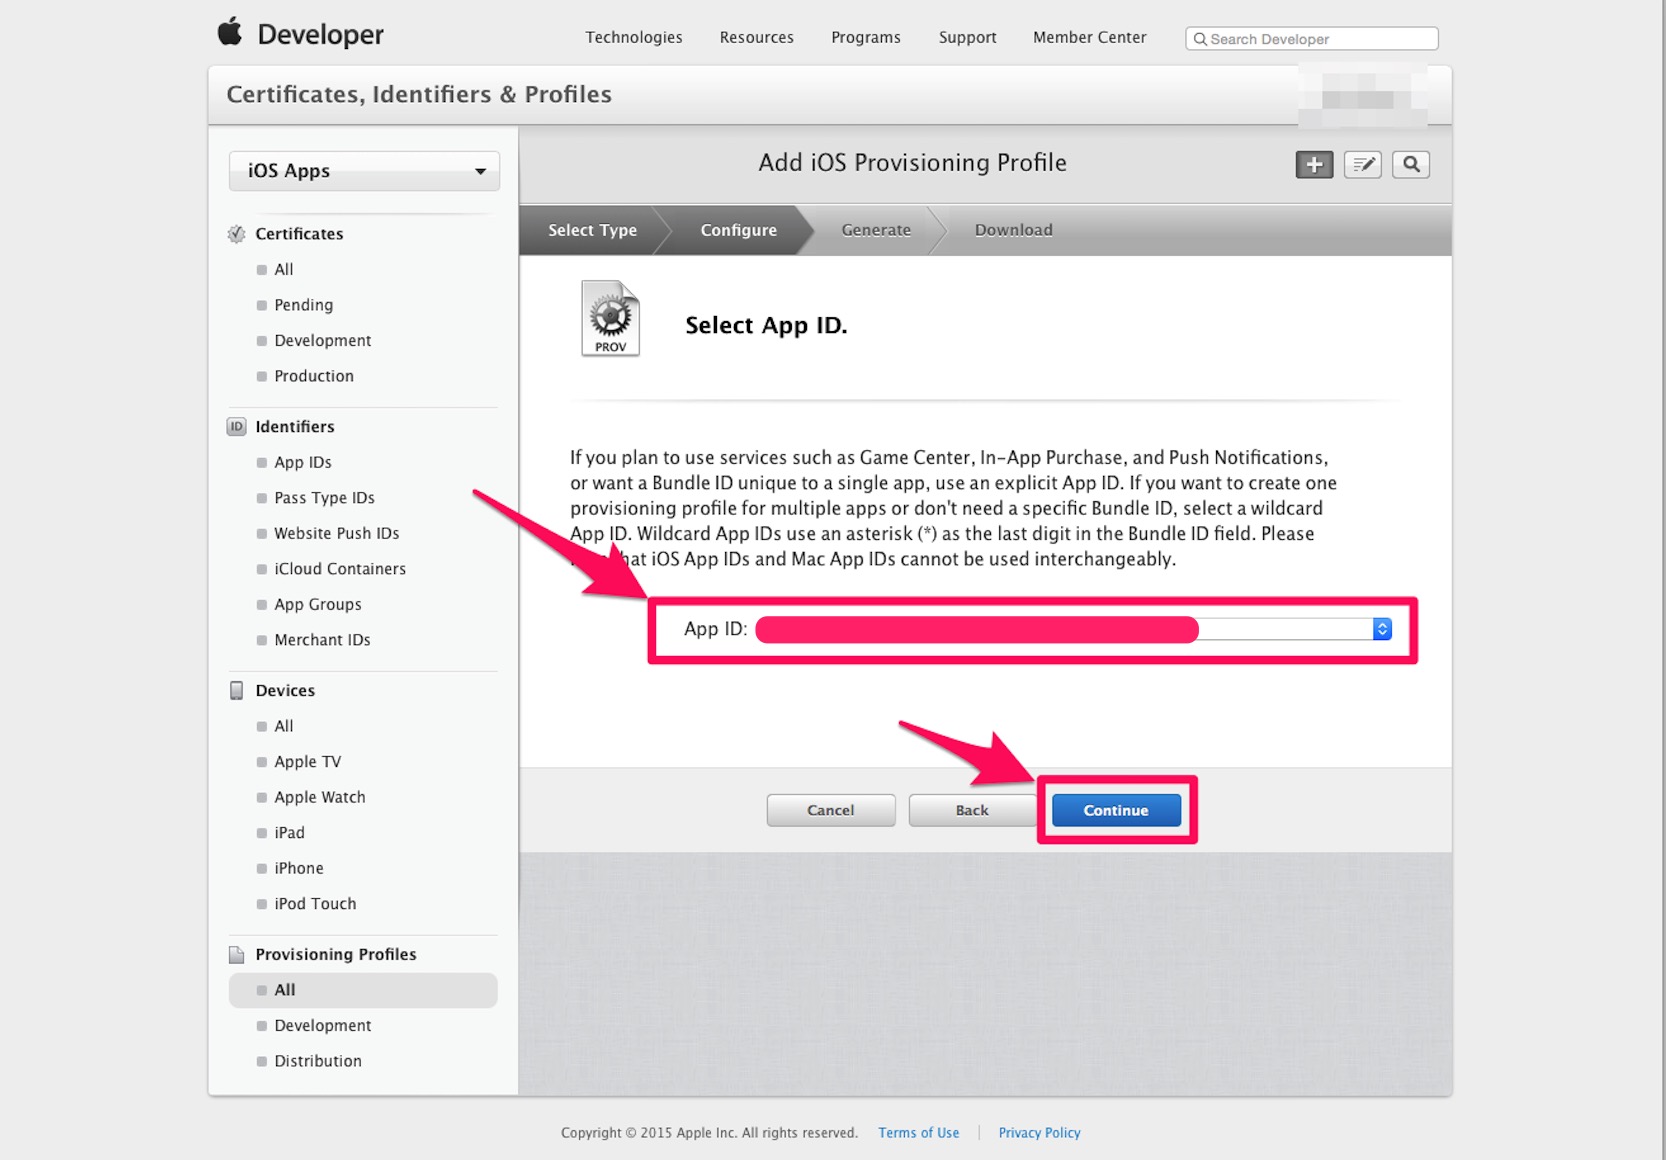 Developer
Technologies
Resources
Programs
Support
Member Center
Search Developer
Certificates, Identifiers & Profiles
iOS Apps
Certificates
All
Pending
Development
Production
ID
Identifiers
App IDs
Pass Type IDs
Website Push IDs
iCloud Containers
App Groups
Merchant IDs
Devices
All
Apple TV
Apple Watch
iPad
iPhone
iPod Touch
Provisioning Profiles
All
Development
Distribution
Add iOS Provisioning Profile
Select Type
Configure
Generate
Download
PROV
Select App ID.
If you plan to use services such as Game Center, In-App Purchase, and Push Notifications,
or want a Bundle ID unique to a single app, use an explicit App ID. If you want to create one
provisioning profile for multiple apps or don't need a specific Bundle ID, select a wildcard
App ID. Wildcard App IDs use an asterisk (*) as the last digit in the Bundle ID field. Please
iOS App IDs and Mac App IDs cannot be used interchangeably.
App ID:
Cancel
Back
Continue
Copyright © 2015 Apple Inc. All rights reserved.
Terms of Use
Privacy Policy